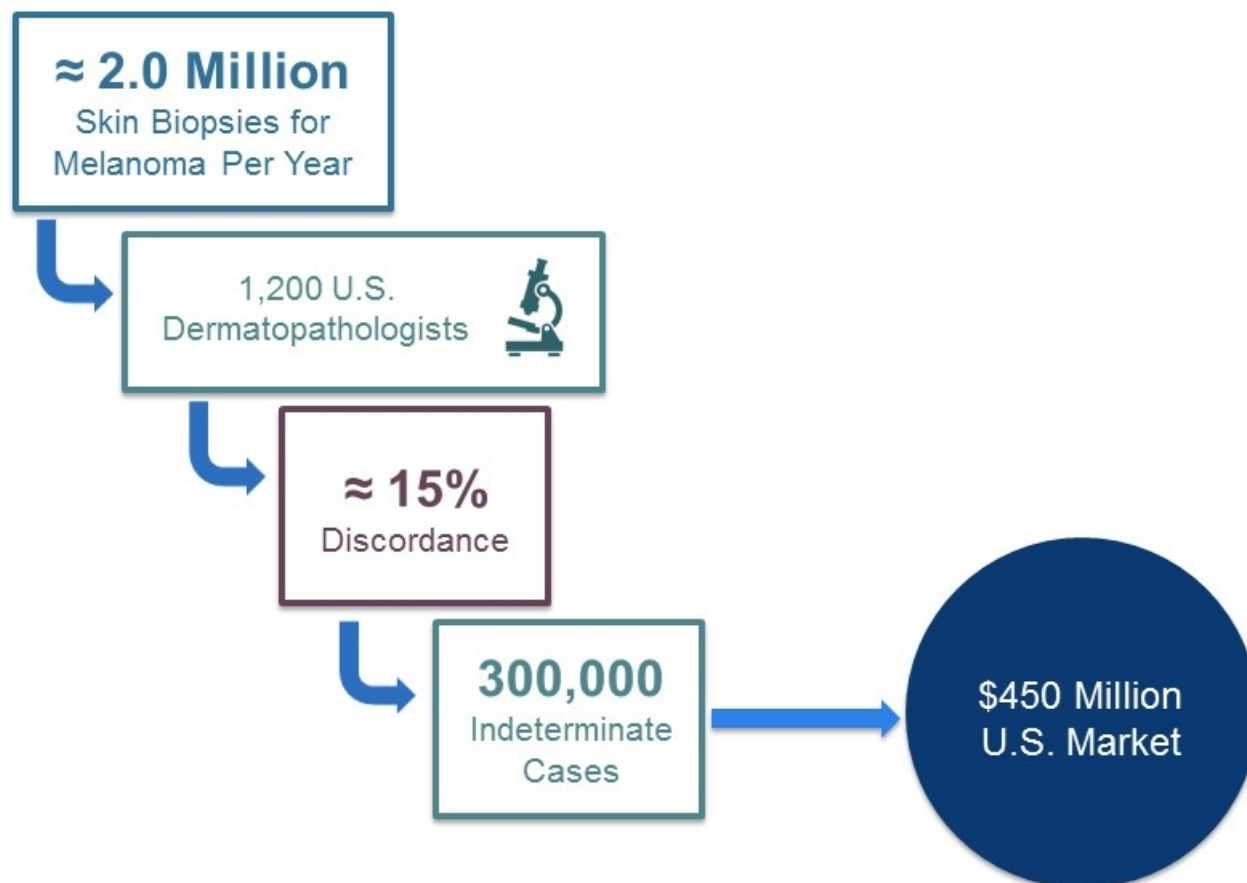 ≈ 2.0 Million
Skin Biopsies for
Melanoma Per Year
1,200 U.S.
Dermatopathologists
≈ 15%
Discordance
300,000
Indeterminate
Cases
$450 Million
U.S. Market